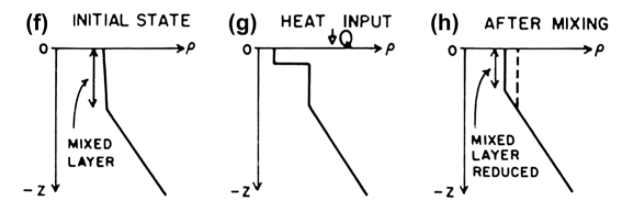 (f) INITIAL STATE
0
ρ
MIXED
LAYER
-Z
(g) HEAT INPUT
Q
0
ρ
-Z
(h) AFTER MIXING
0
ρ
MIXED
LAYER
REDUCED
-Z